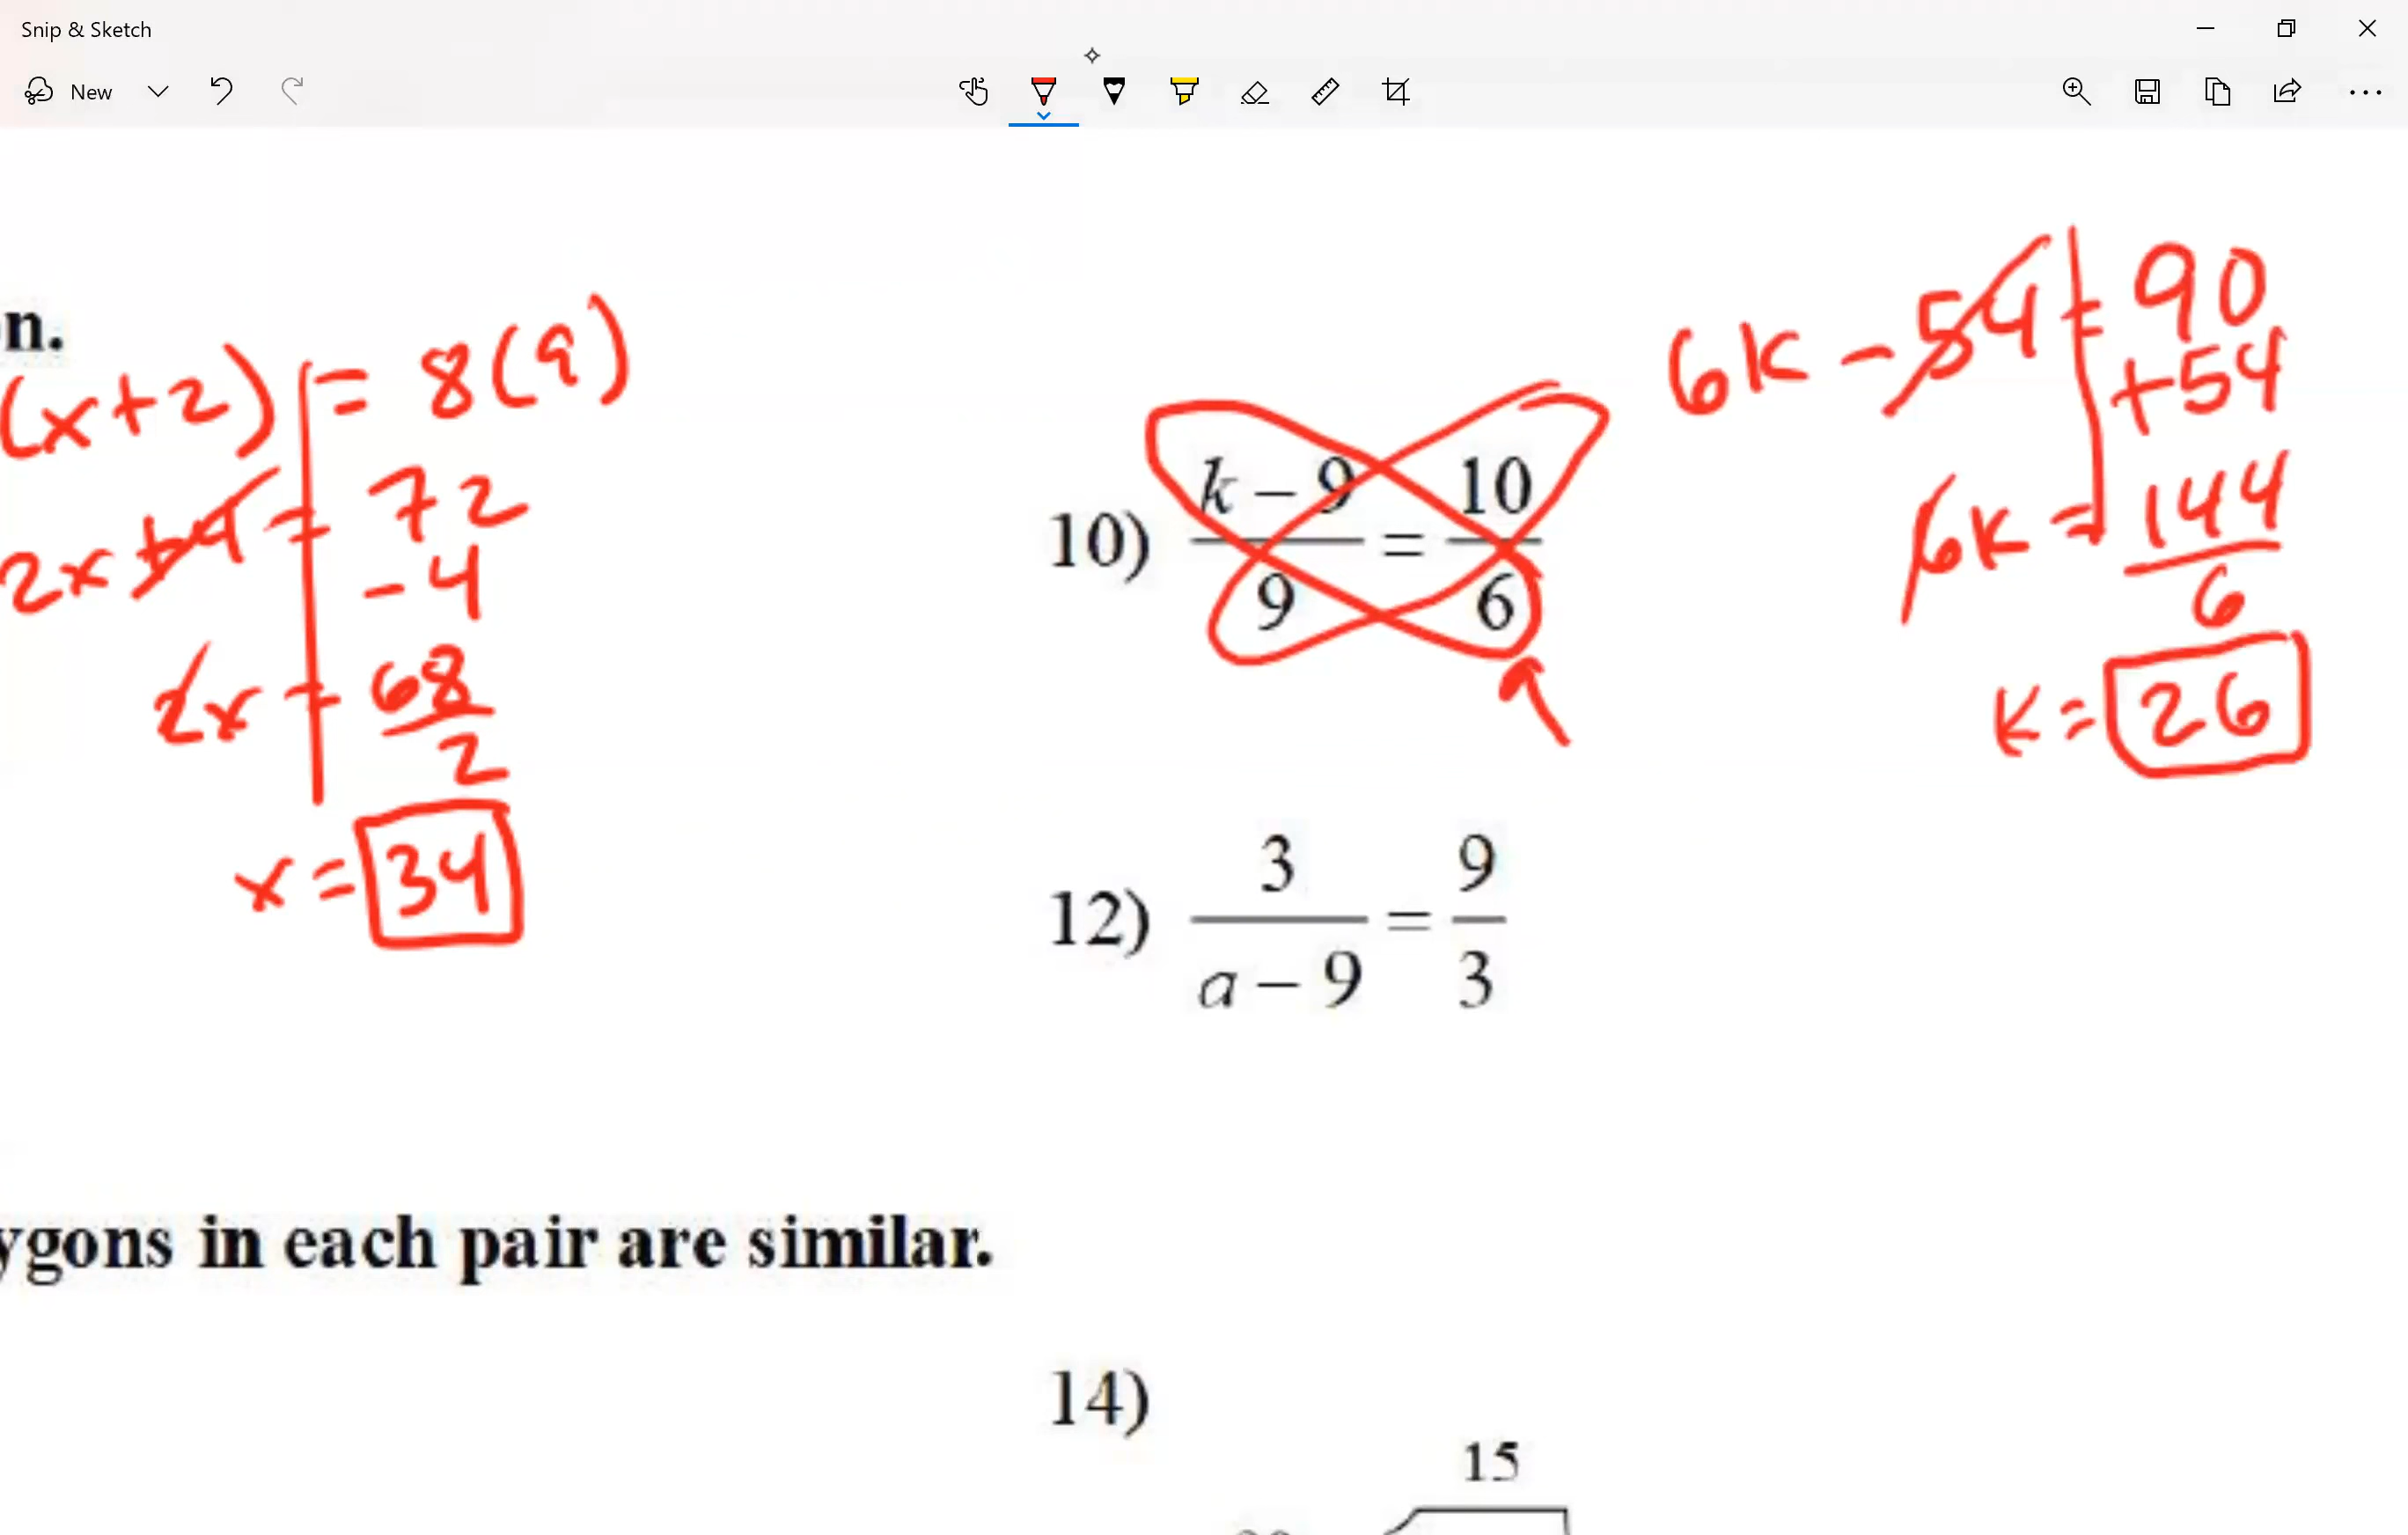 Snip & Sketch
New
n.
(x+2) = 8(9)
2x+4 = 72
-4
2x = 68
2
x = 34
10) k – 9 = 10
9 6
6k - 54 = 90
+54
6k = 144
6
k = 26
12) 3 = 9
a – 9 3
ygons in each pair are similar.
14)
15